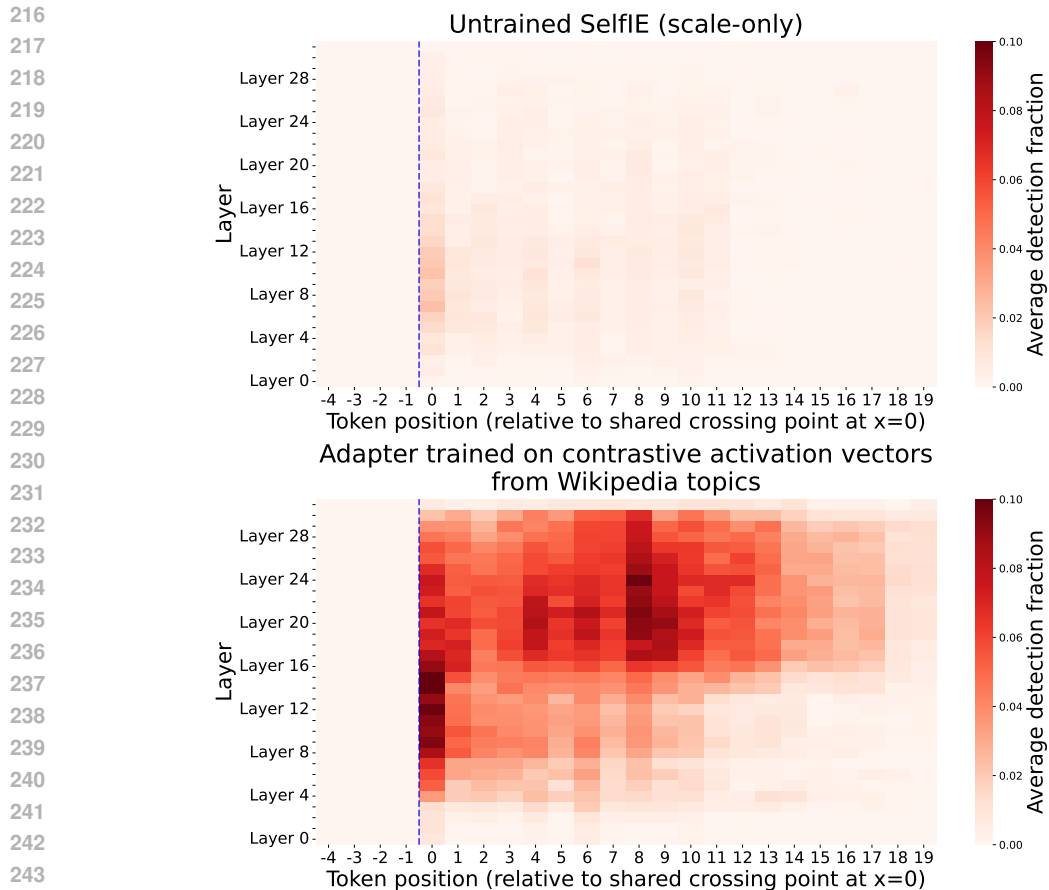 216
217
218
219
220
221
222
223
224
225
226
227
228
229
230
231
232
233
234
235
236
237
238
239
240
241
242
243
Untrained SelfIE (scale-only)
Layer
Layer 28
Layer 24
Layer 20
Layer 16
Layer 12
Layer 8
Layer 4
Layer 0
-4 -3 -2 -1 0 1 2 3 4 5 6 7 8 9 10 11 12 13 14 15 16 17 18 19
Token position (relative to shared crossing point at x=0)
0.10
0.08
0.06
0.04
0.02
0.00
Average detection fraction
Adapter trained on contrastive activation vectors
from Wikipedia topics
Layer
Layer 28
Layer 24
Layer 20
Layer 16
Layer 12
Layer 8
Layer 4
Layer 0
-4 -3 -2 -1 0 1 2 3 4 5 6 7 8 9 10 11 12 13 14 15 16 17 18 19
Token position (relative to shared crossing point at x=0)
0.10
0.08
0.06
0.04
0.02
0.00
Average detection fraction